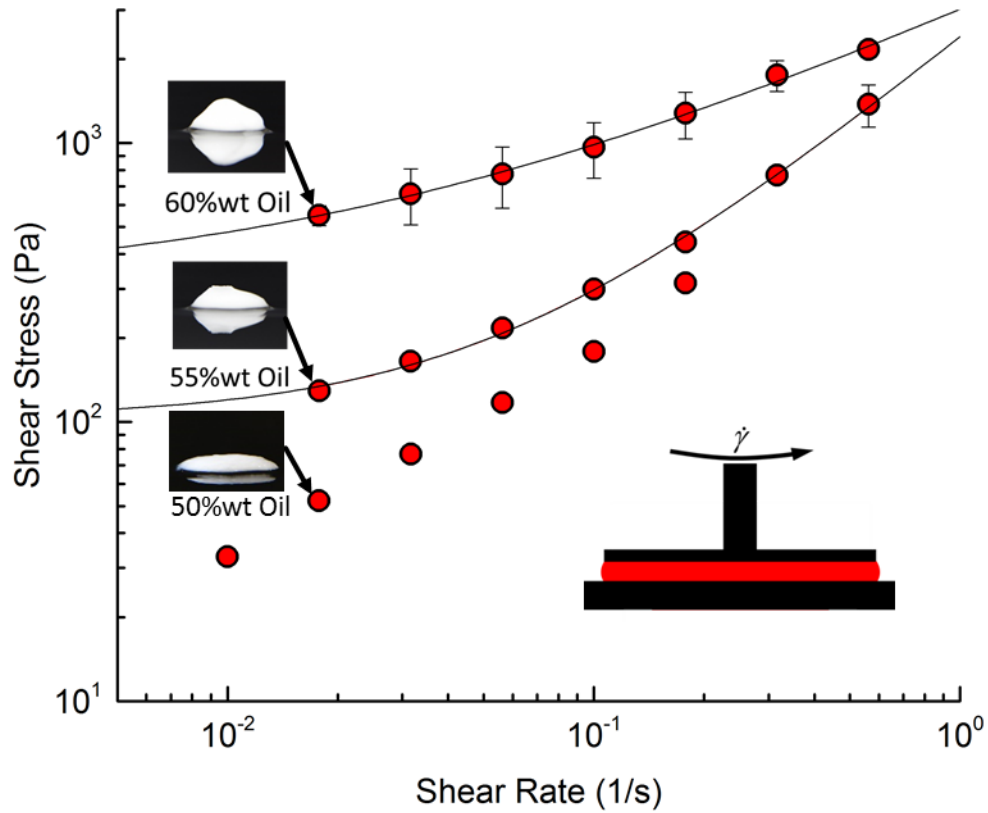 10³
10²
10¹
Shear Stress (Pa)
60%wt Oil
55%wt Oil
50%wt Oil
γ̇
10⁻²
10⁻¹
10⁰
Shear Rate (1/s)